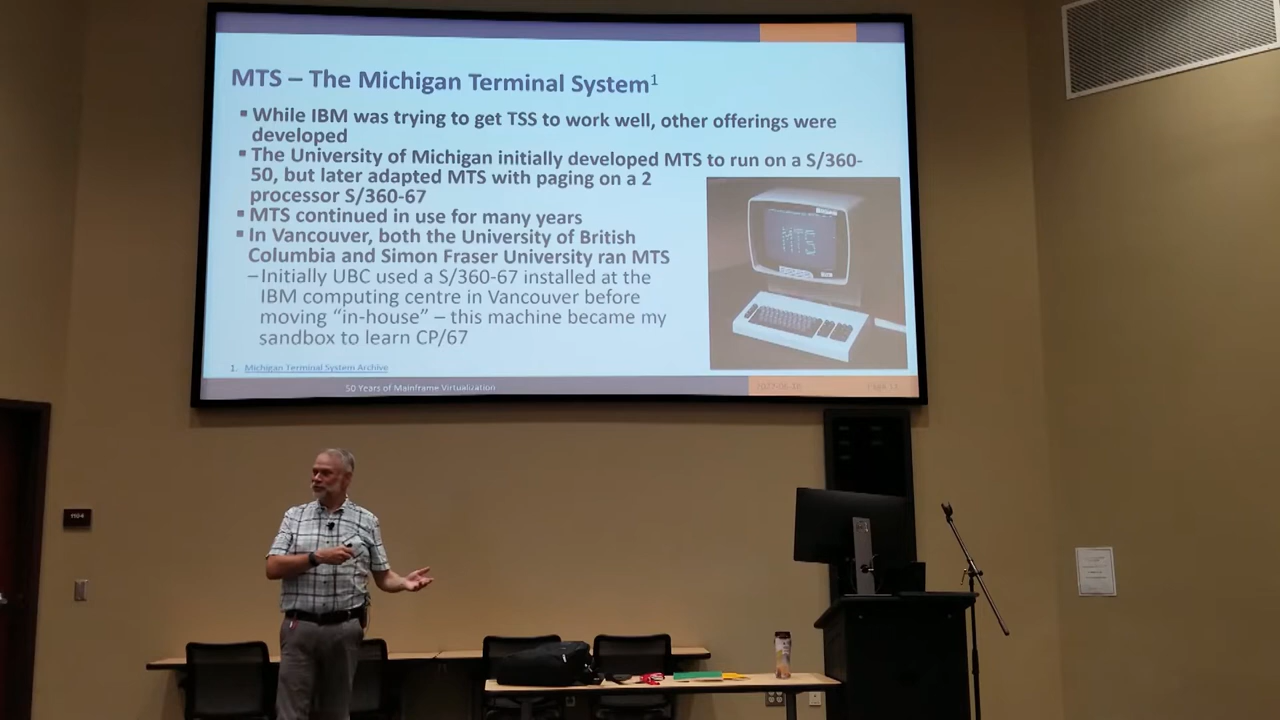 MTS – The Michigan Terminal System1
▪ While IBM was trying to get TSS to work well, other offerings were
developed
▪ The University of Michigan initially developed MTS to run on a S/360-
50, but later adapted MTS with paging on a 2
processor S/360-67
▪ MTS continued in use for many years
▪ In Vancouver, both the University of British
Columbia and Simon Fraser University ran MTS
–Initially UBC used a S/360-67 installed at the
IBM computing centre in Vancouver before
moving “in-house” – this machine became my
sandbox to learn CP/67
MTS
1. Michigan Terminal System Archive
50 Years of Mainframe Virtualization
1104